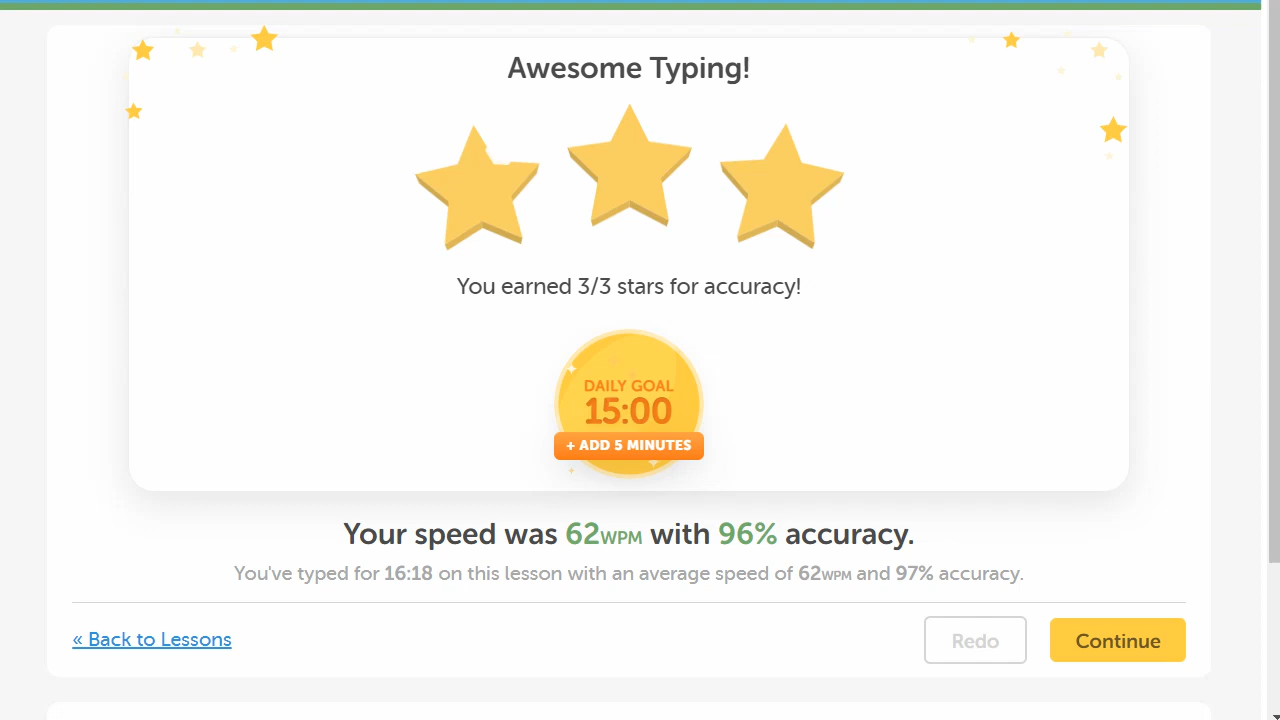 Awesome Typing!
You earned 3/3 stars for accuracy!
DAILY GOAL
15:00
+ ADD 5 MINUTES
Your speed was 62WPM with 96% accuracy.
You've typed for 16:18 on this lesson with an average speed of 62WPM and 97% accuracy.
« Back to Lessons
Redo
Continue